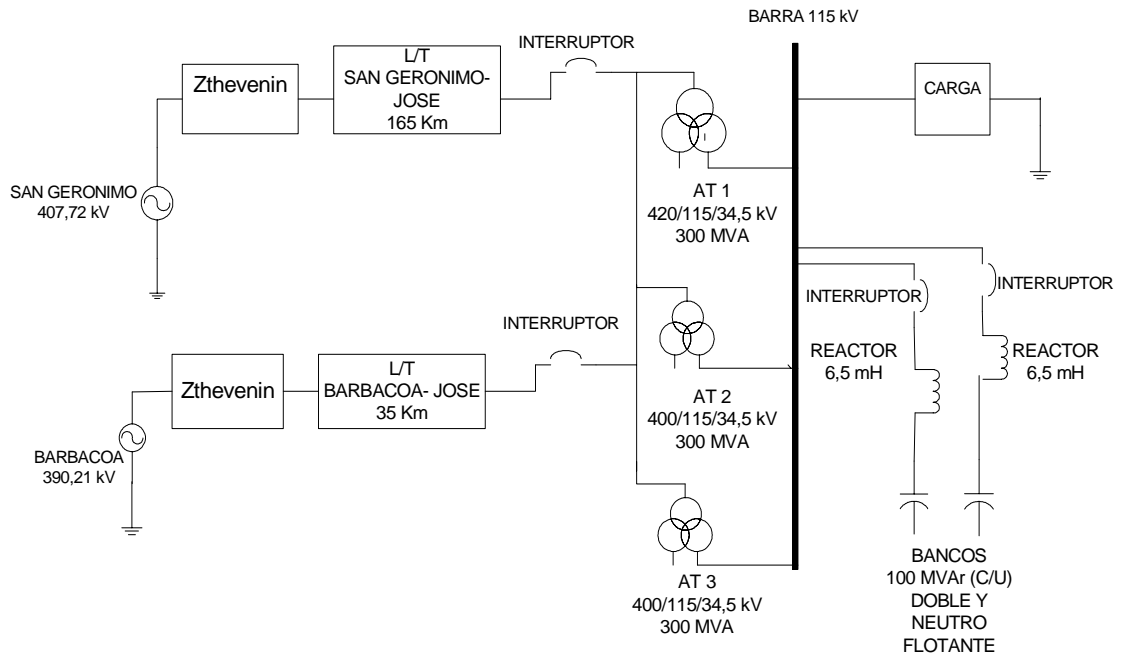 BARRA 115 kV
INTERRUPTOR
L/T
SAN GERONIMO-
JOSE
165 Km
Zthevenin
CARGA
SAN GERONIMO
407,72 kV
AT 1
420/115/34,5 kV
300 MVA
INTERRUPTOR
INTERRUPTOR
INTERRUPTOR
L/T
BARBACOA- JOSE
35 Km
Zthevenin
REACTOR
6,5 mH
REACTOR
6,5 mH
AT 2
400/115/34,5 kV
300 MVA
BARBACOA
390,21 kV
AT 3
400/115/34,5 kV
300 MVA
BANCOS
100 MVAr (C/U)
DOBLE Y
NEUTRO
FLOTANTE